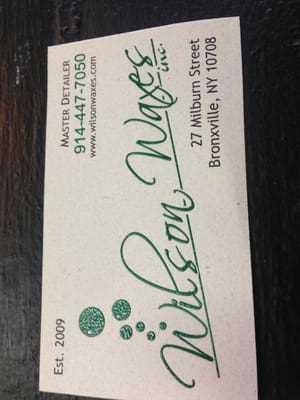 Est. 2009
MASTER DETAILER
914-447-7050
www.wilsonwaxes.com
Wilson Waxes
inc.
27 Milburn Street
Bronxville, NY 10708